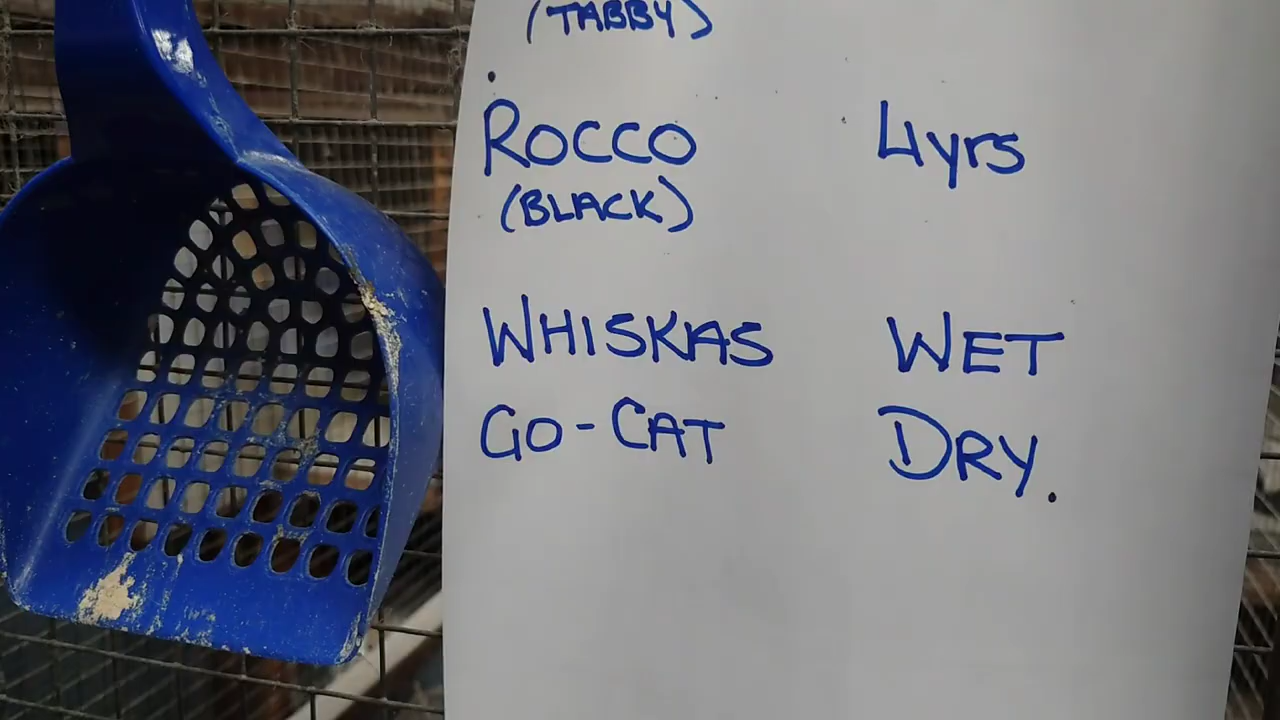 (TABBY)
ROCCO 4yrs
(BLACK)
WHISKAS WET
GO-CAT DRY.